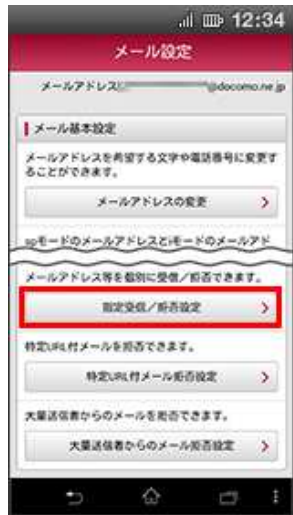 12:34
メール設定
メールアドレス @docomo.ne.jp
メール基本設定
メールアドレスを希望する文字や電話番号に変更す
ることができます。
メールアドレスの変更
spモードのメールアドレスとiモードのメールアド
メールアドレス等を個別に受信/拒否できます。
指定受信/拒否設定
特定URL付メールを拒否できます。
特定URL付メール拒否設定
大量送信者からのメールを拒否できます。
大量送信者からのメール拒否設定